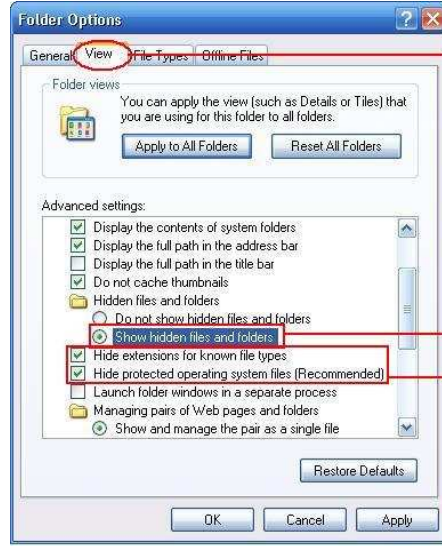 Folder Options
General View File Types Offline Files
Folder views
You can apply the view (such as Details or Tiles) that
you are using for this folder to all folders.
Apply to All Folders Reset All Folders
Advanced settings:
Display the contents of system folders
Display the full path in the address bar
Display the full path in the title bar
Do not cache thumbnails
Hidden files and folders
Do not show hidden files and folders
Show hidden files and folders
Hide extensions for known file types
Hide protected operating system files (Recommended)
Launch folder windows in a separate process
Managing pairs of Web pages and folders
Show and manage the pair as a single file
Restore Defaults
OK Cancel Apply